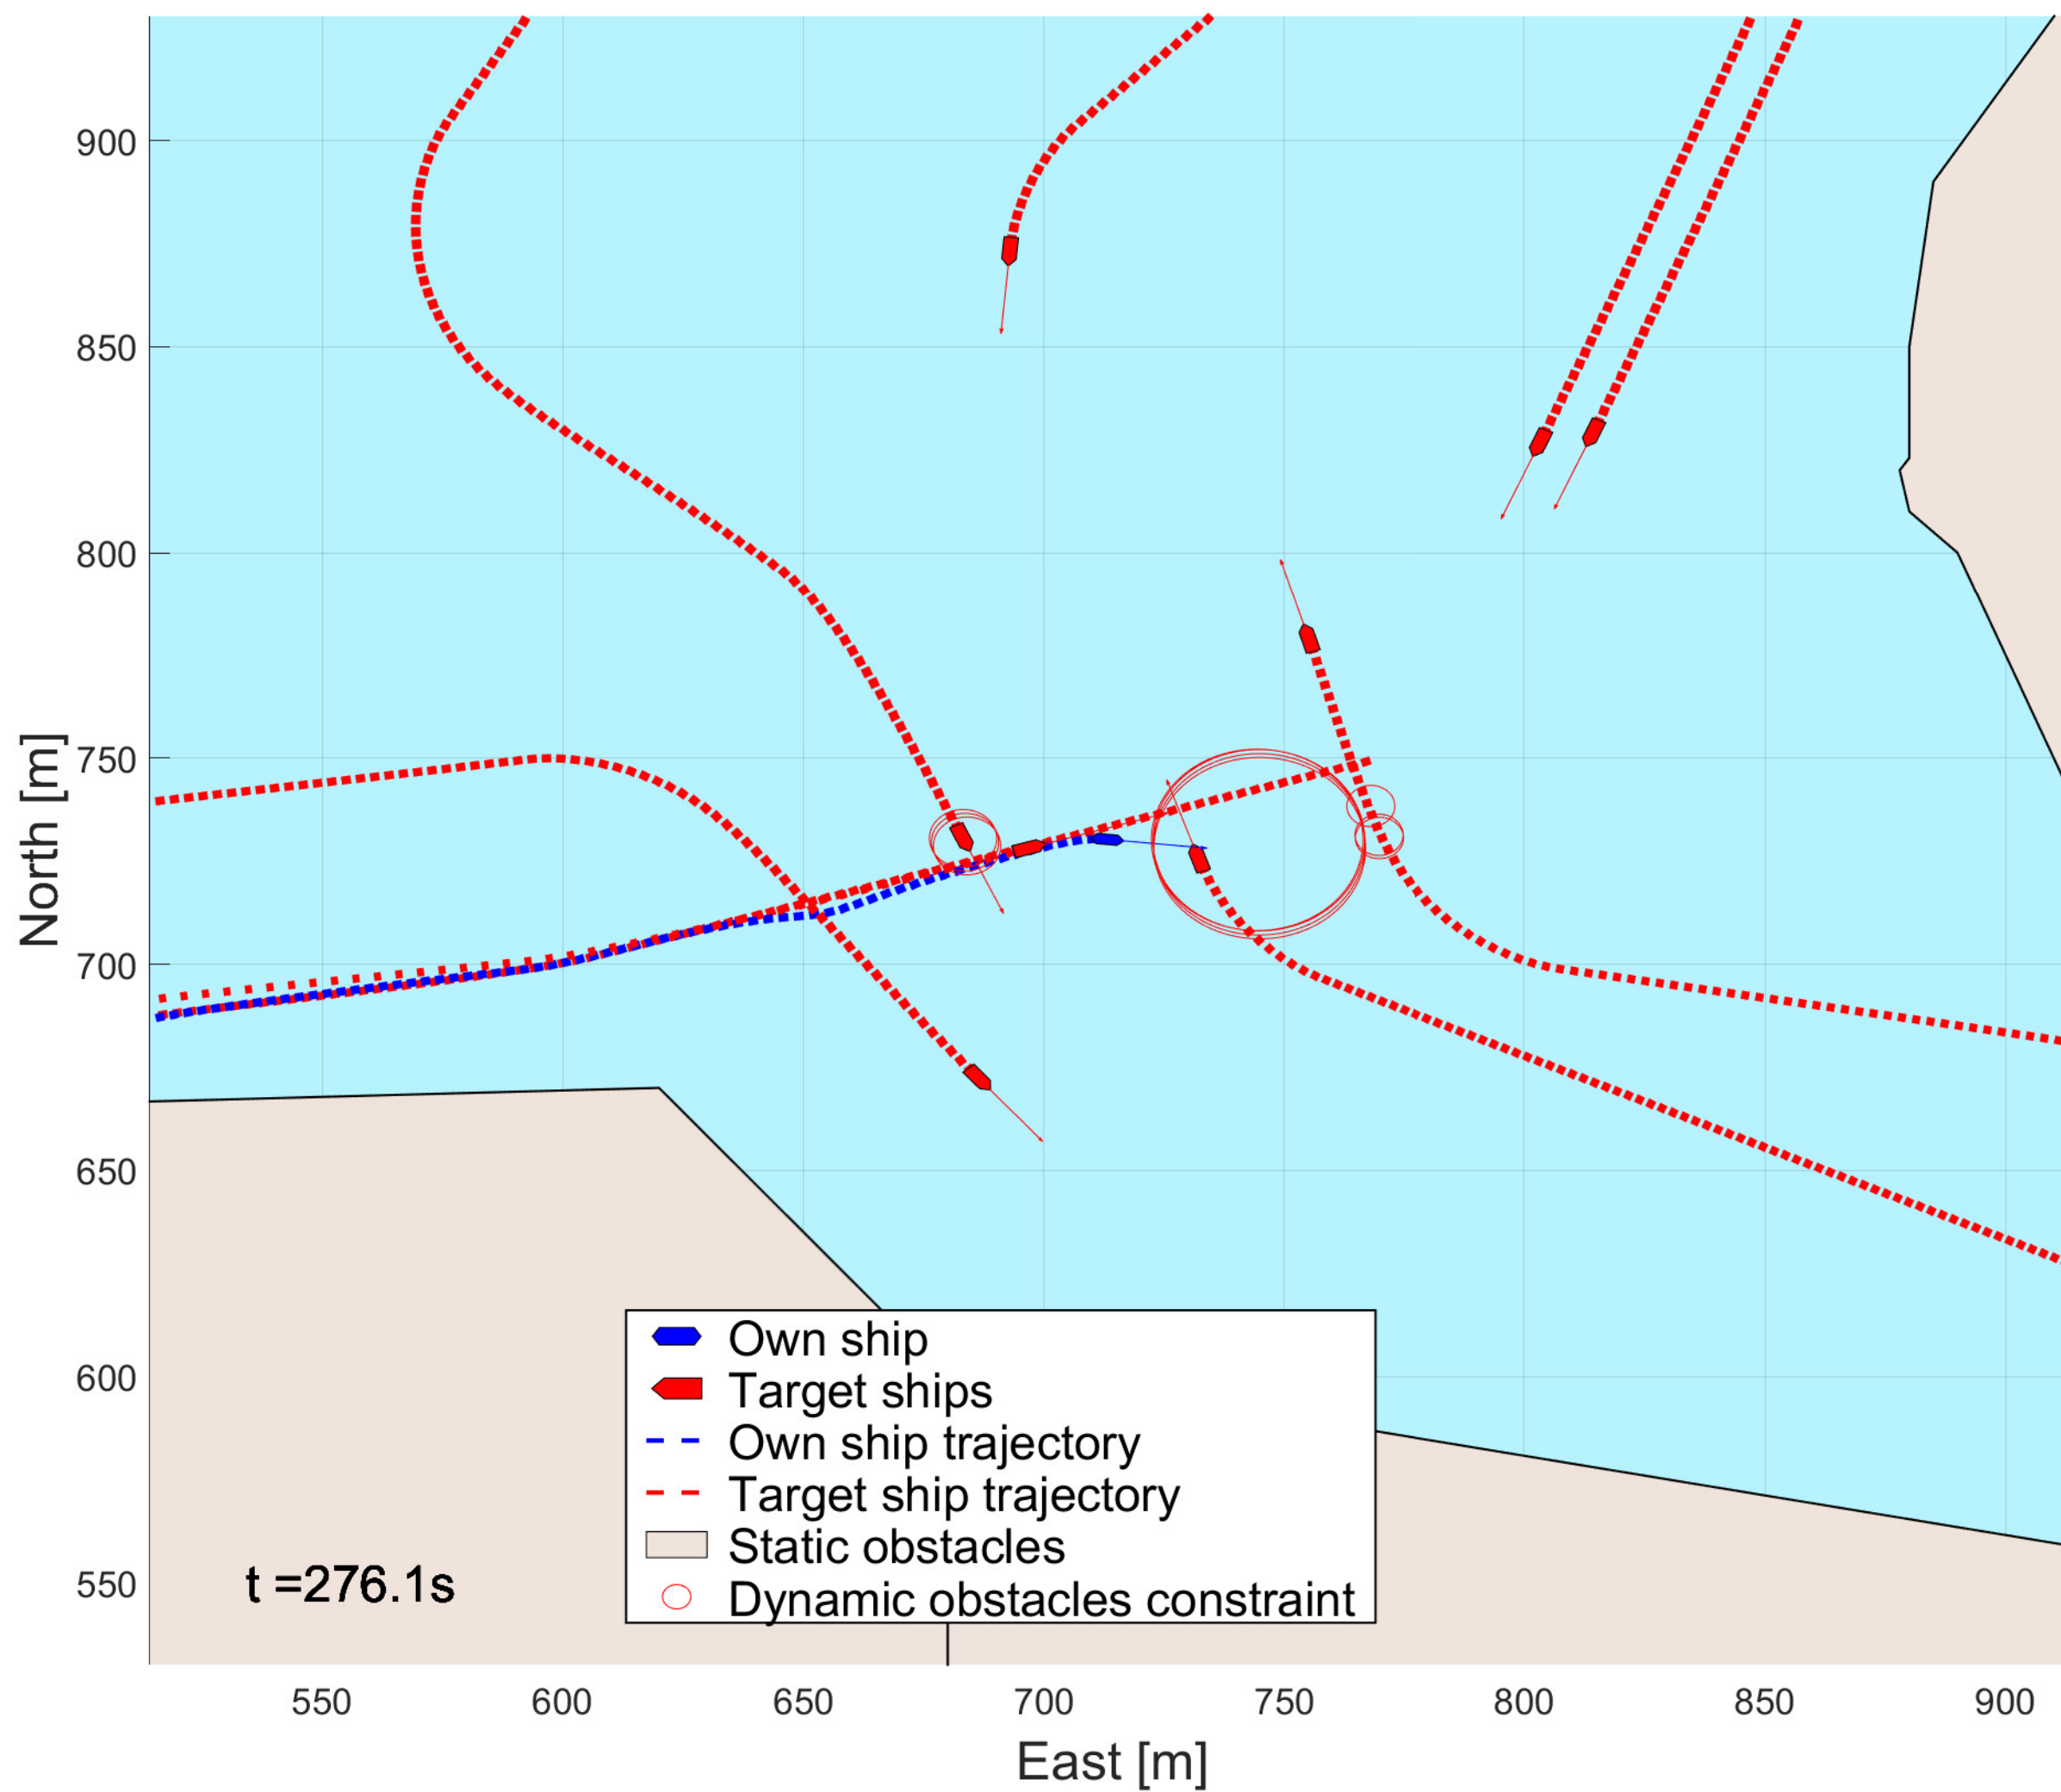 North [m]
900
850
800
750
700
650
600
550
Own ship
Target ships
Own ship trajectory
Target ship trajectory
Static obstacles
Dynamic obstacles constraint
t =276.1s
550 600 650 700 750 800 850 900
East [m]